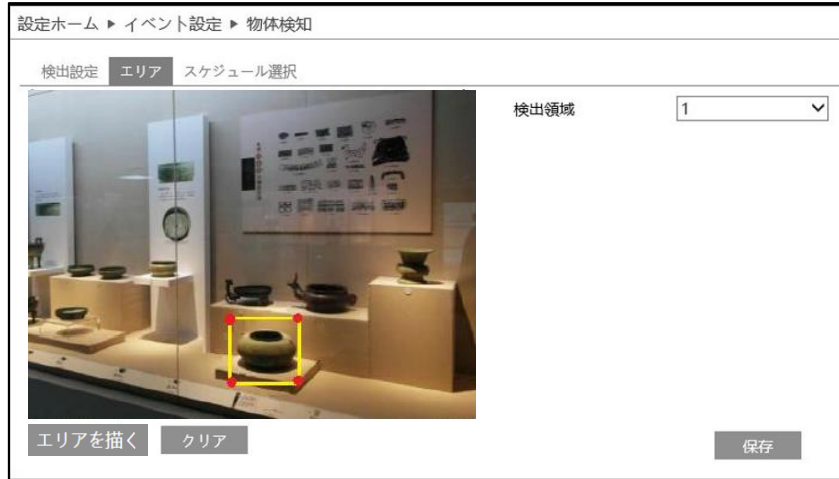 設定ホーム ▶ イベント設定 ▶ 物体検知
検出設定 エリア スケジュール選択
検出領域 1
エリアを描く クリア 保存